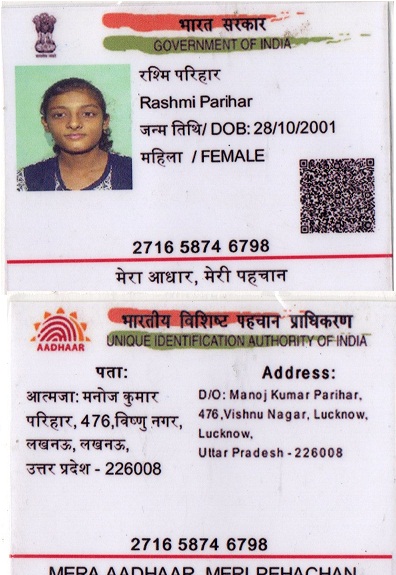 भारत सरकार
GOVERNMENT OF INDIA
रश्मि परिहार
Rashmi Parihar
जन्म तिथि/ DOB: 28/10/2001
महिला / FEMALE
2716 5874 6798
मेरा आधार, मेरी पहचान
भारतीय विशिष्ट पहचान प्राधिकरण
UNIQUE IDENTIFICATION AUTHORITY OF INDIA
AADHAAR
पता:
आत्मजा: मनोज कुमार
परिहार, 476,विष्णु नगर,
लखनऊ, लखनऊ,
उत्तर प्रदेश - 226008
Address:
D/O: Manoj Kumar Parihar,
476,Vishnu Nagar, Lucknow,
Lucknow,
Uttar Pradesh - 226008
2716 5874 6798
MERA AADHAAR, MERI PEHACHAN